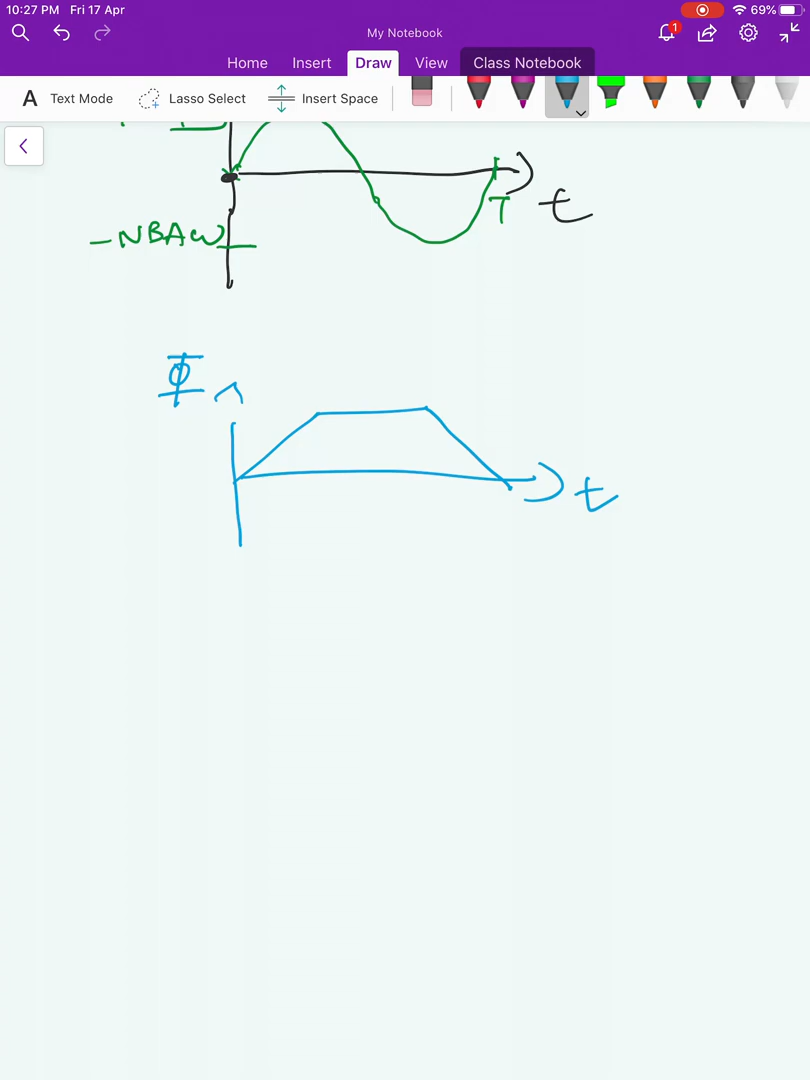 10:27 PM Fri 17 Apr
69%
My Notebook
1
Home Insert Draw View Class Notebook
A Text Mode Lasso Select Insert Space
T t
-NBAω
Φ
t